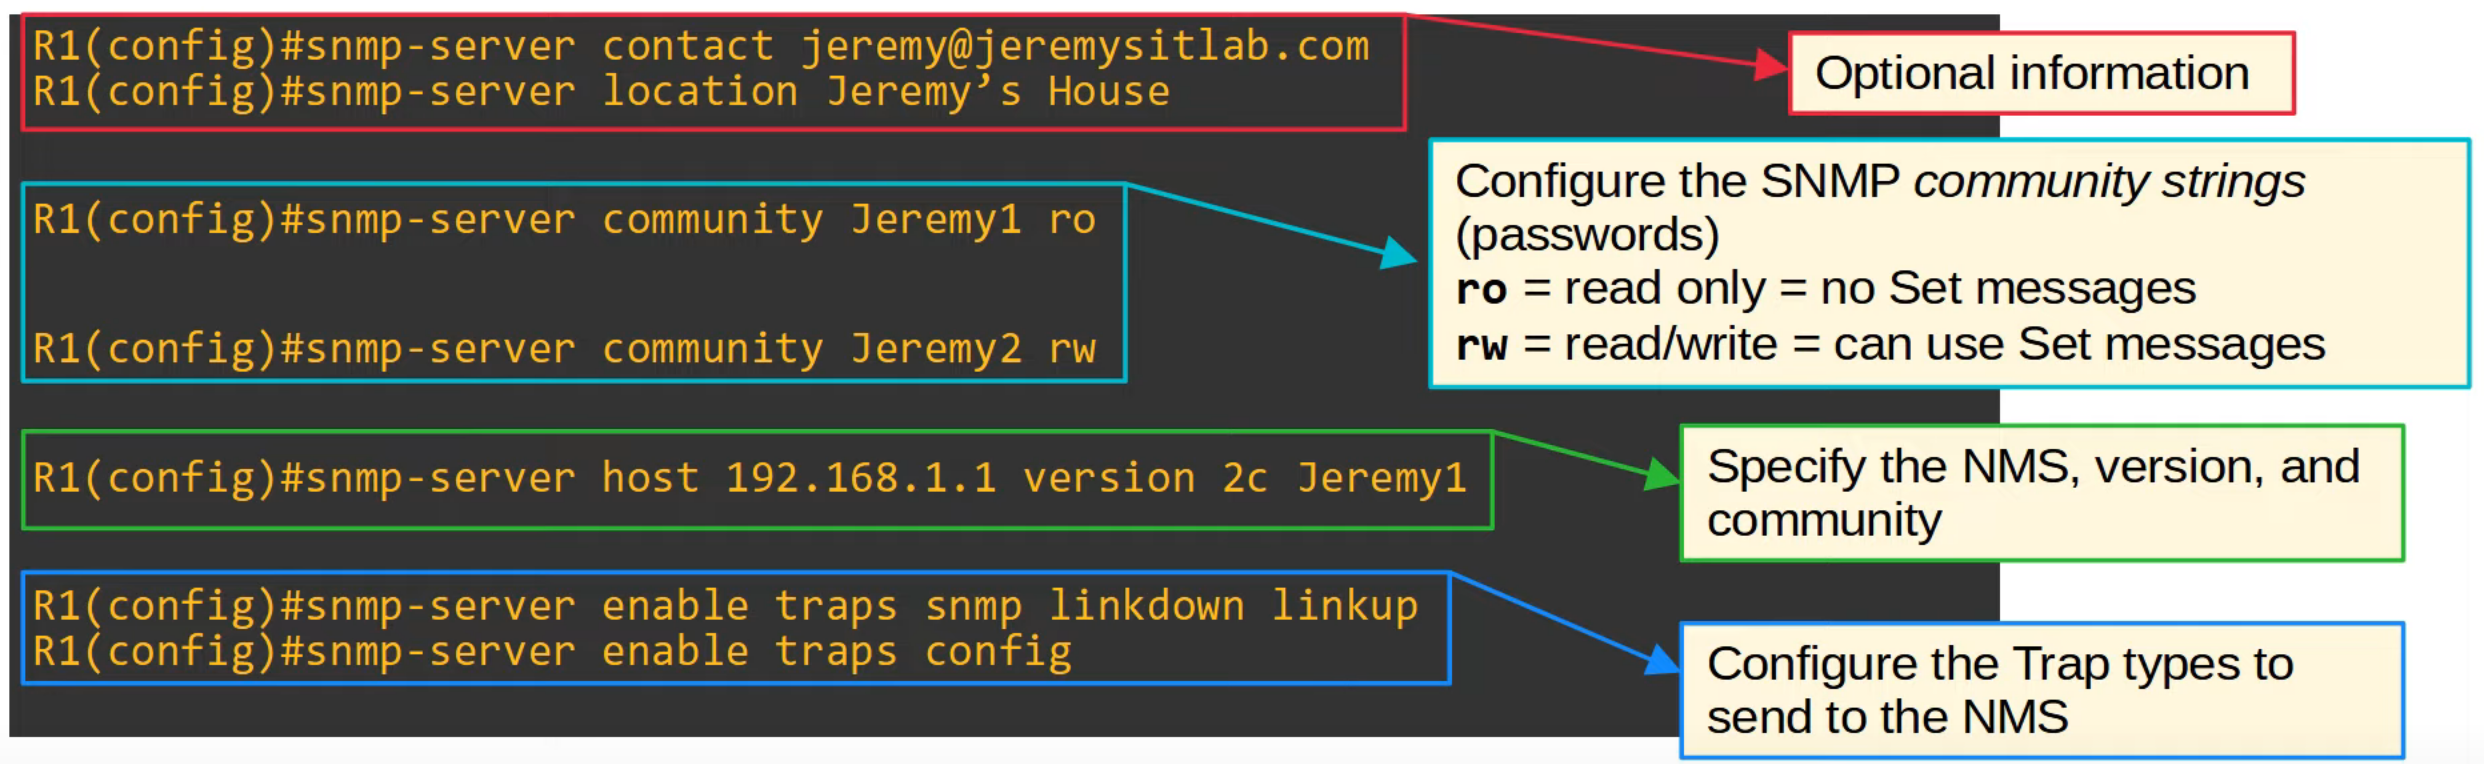 R1(config)#snmp-server contact jeremy@jeremysitlab.com
R1(config)#snmp-server location Jeremy’s House
Optional information
R1(config)#snmp-server community Jeremy1 ro
R1(config)#snmp-server community Jeremy2 rw
Configure the SNMP community strings
(passwords)
ro = read only = no Set messages
rw = read/write = can use Set messages
R1(config)#snmp-server host 192.168.1.1 version 2c Jeremy1
Specify the NMS, version, and
community
R1(config)#snmp-server enable traps snmp linkdown linkup
R1(config)#snmp-server enable traps config
Configure the Trap types to
send to the NMS